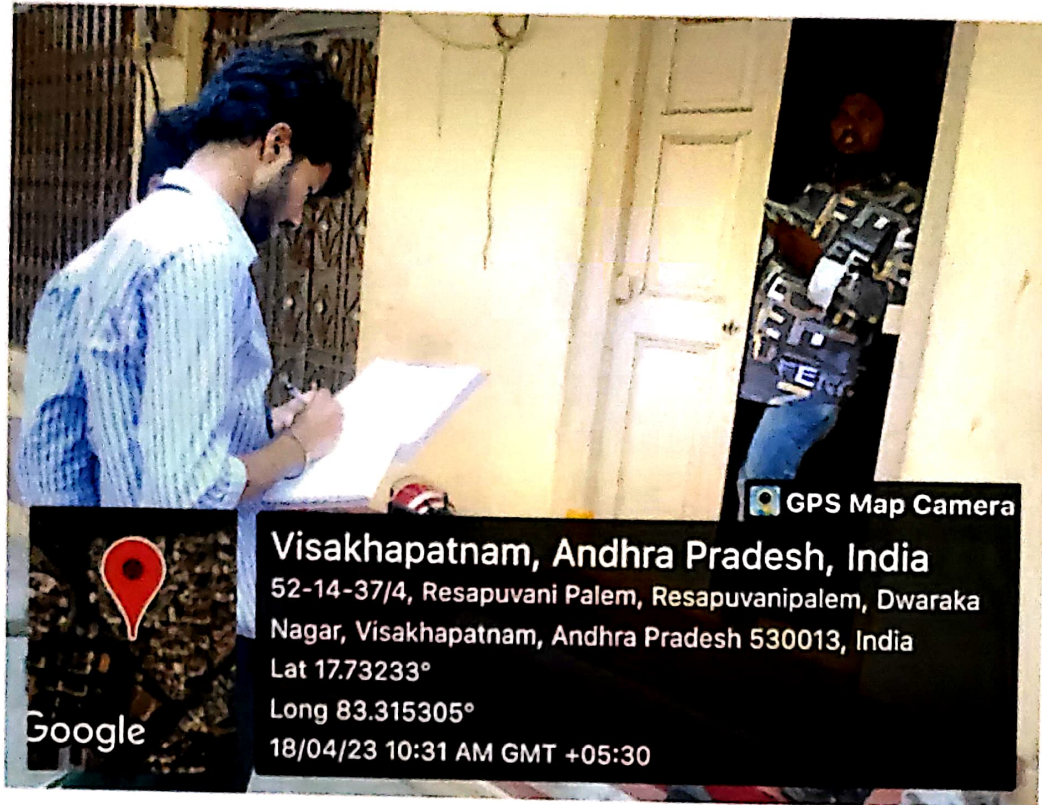 GPS Map Camera
Visakhapatnam, Andhra Pradesh, India
52-14-37/4, Resapuvani Palem, Resapuvanipalem, Dwaraka
Nagar, Visakhapatnam, Andhra Pradesh 530013, India
Lat 17.73233°
Long 83.315305°
18/04/23 10:31 AM GMT +05:30
Google